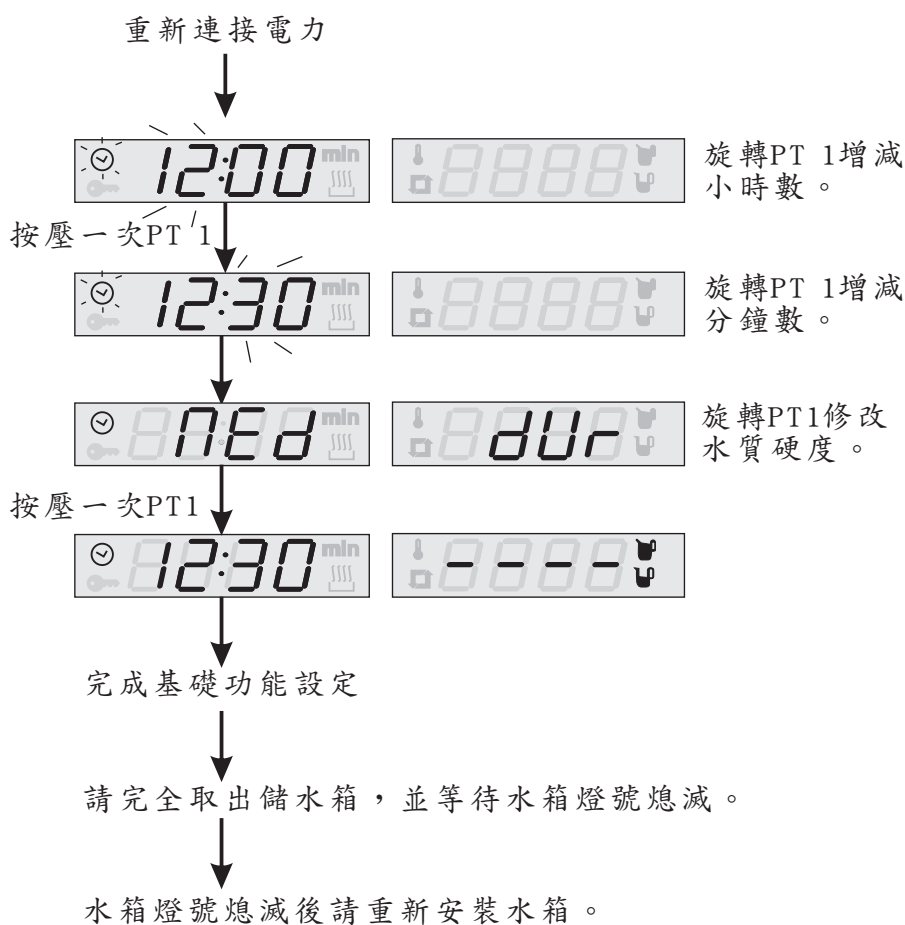 重新連接電力
12:00 min
旋轉PT 1增減
小時數。
按壓一次PT 1
12:30 min
旋轉PT 1增減
分鐘數。
MEd min
dUr
旋轉PT1修改
水質硬度。
按壓一次PT1
12:30 min
----
完成基礎功能設定
請完全取出儲水箱，並等待水箱燈號熄滅。
水箱燈號熄滅後請重新安裝水箱。